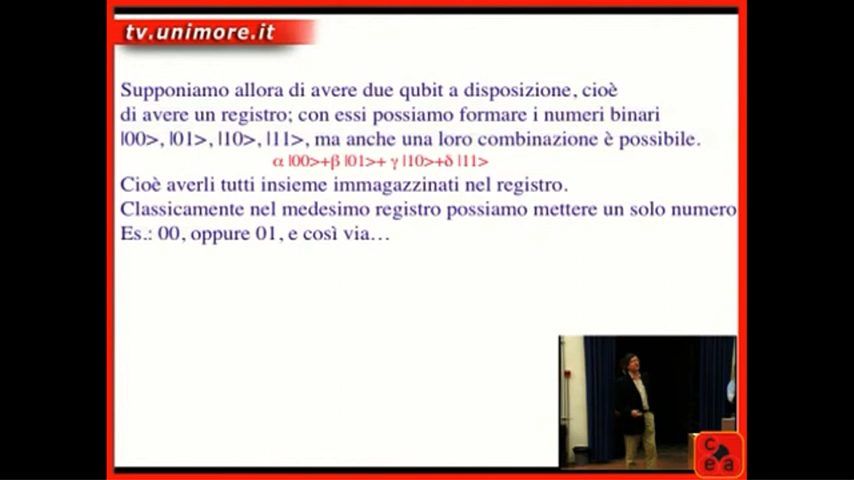 tv.unimore.it
Supponiamo allora di avere due qubit a disposizione, cioè
di avere un registro; con essi possiamo formare i numeri binari
|00>, |01>, |10>, |11>, ma anche una loro combinazione è possibile.
α |00>+β |01>+ γ |10>+δ |11>
Cioè averli tutti insieme immagazzinati nel registro.
Classicamente nel medesimo registro possiamo mettere un solo numero
Es.: 00, oppure 01, e così via…
c
e a